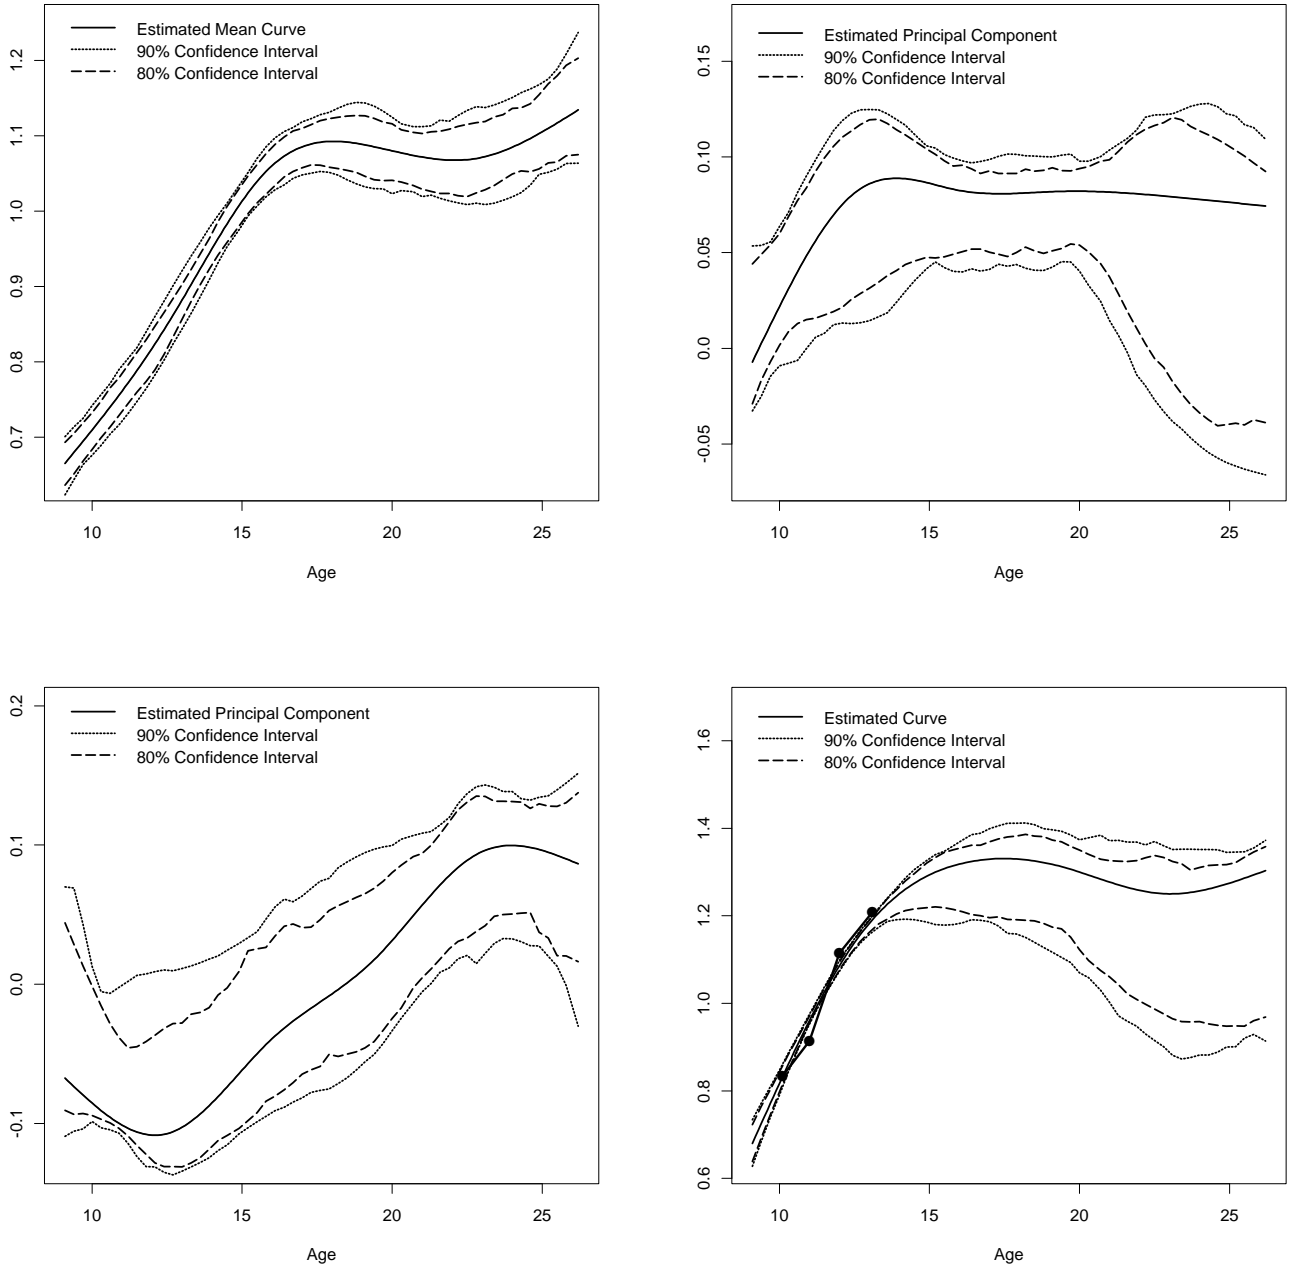 Estimated Mean Curve
90% Confidence Interval
80% Confidence Interval
1.2
1.1
1.0
0.9
0.8
0.7
10 15 20 25
Age
Estimated Principal Component
90% Confidence Interval
80% Confidence Interval
0.15
0.10
0.05
0.0
-0.05
10 15 20 25
Age
Estimated Principal Component
90% Confidence Interval
80% Confidence Interval
0.2
0.1
0.0
-0.1
10 15 20 25
Age
Estimated Curve
90% Confidence Interval
80% Confidence Interval
1.6
1.4
1.2
1.0
0.8
0.6
10 15 20 25
Age